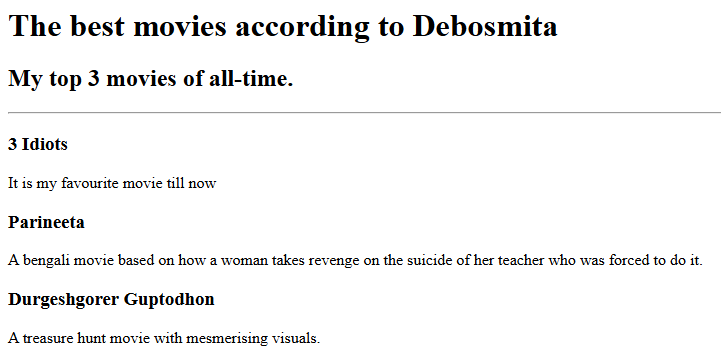 The best movies according to Debosmita
My top 3 movies of all-time.
3 Idiots
It is my favourite movie till now
Parineeta
A bengali movie based on how a woman takes revenge on the suicide of her teacher who was forced to do it.
Durgeshgorer Guptodhon
A treasure hunt movie with mesmerising visuals.